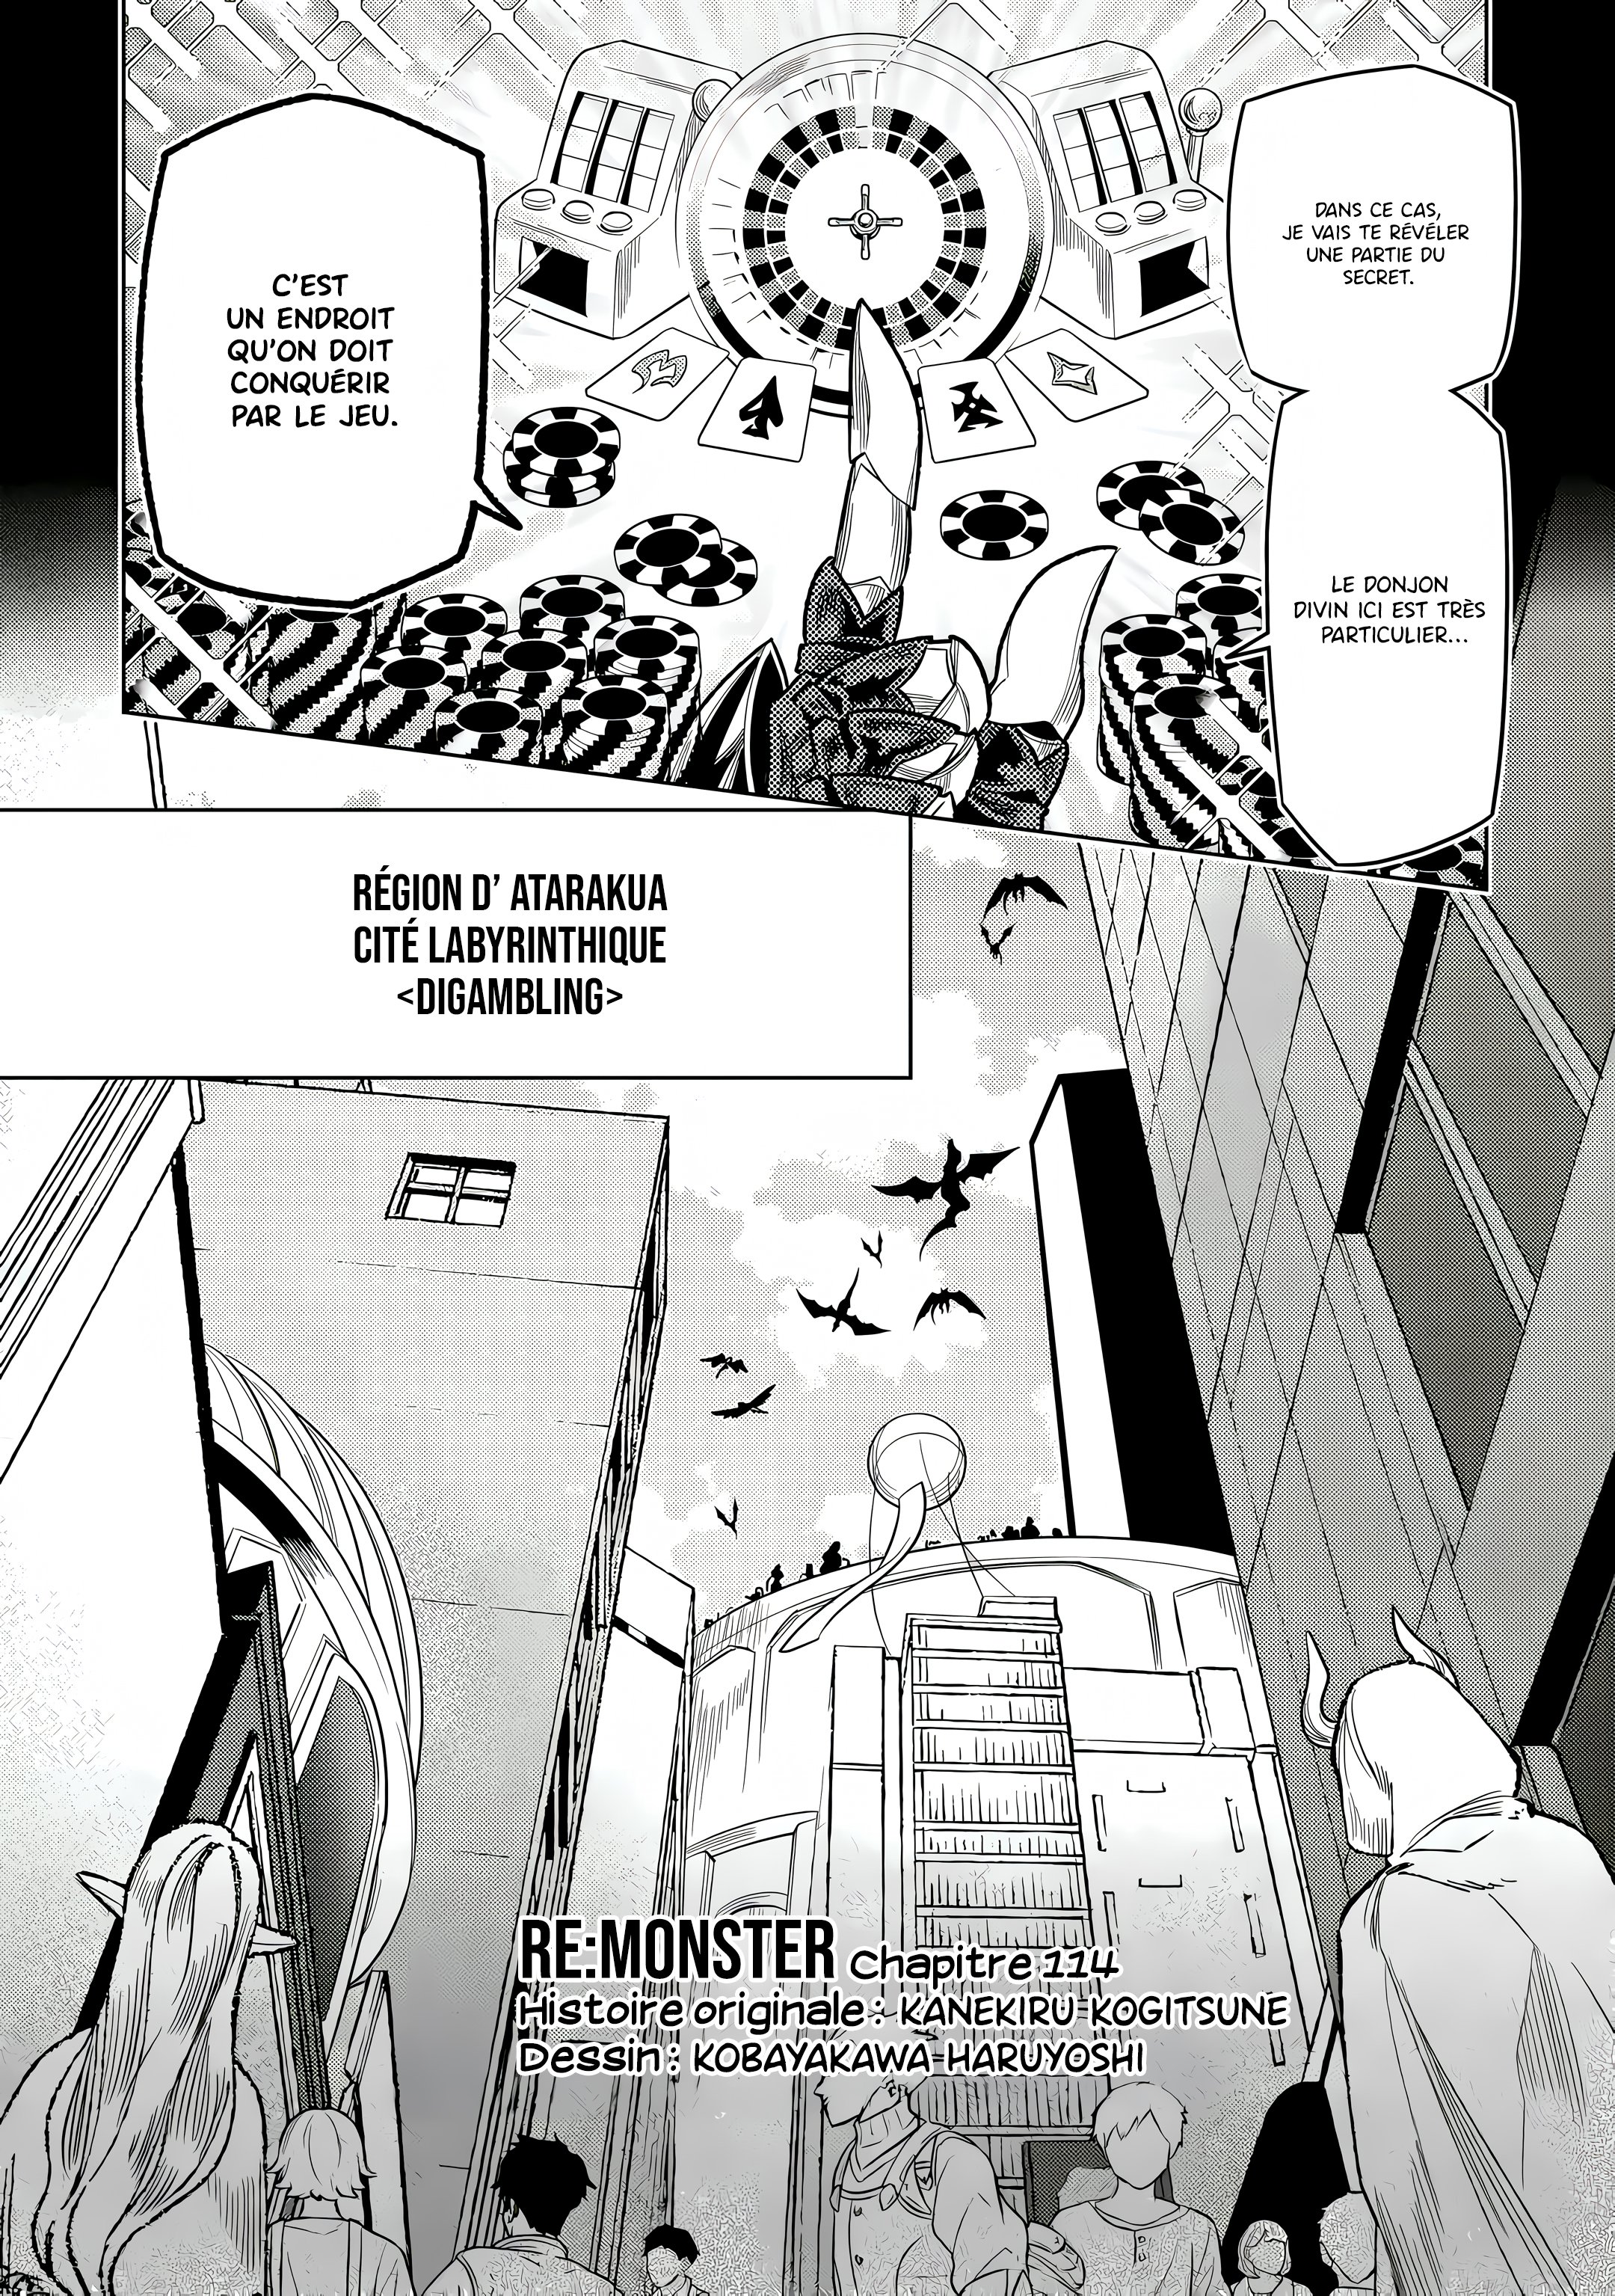 DANS CE CAS,
JE VAIS TE RÉVÉLER
UNE PARTIE DU
SECRET.
LE DONJON
DIVIN ICI EST TRÈS
PARTICULIER...
C'EST
UN ENDROIT
QU'ON DOIT
CONQUÉRIR
PAR LE JEU.
RÉGION D' ATARAKUA
CITÉ LABYRINTHIQUE
<DIGAMBLING>
RE:MONSTER Chapitre 114
Histoire originale : KANEKIRU KOGITSUNE
Dessin : KOBAYAKAWA HARUYOSHI